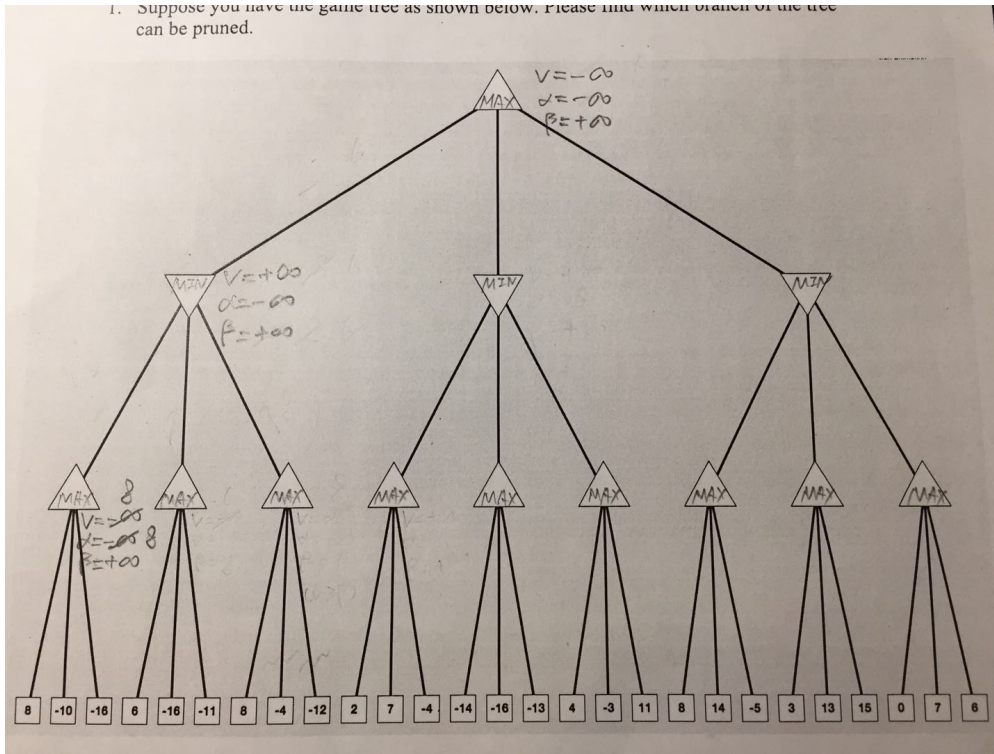 1. Suppose you have the game tree as shown below. Please find which branch of the tree
can be pruned.
V=-∞
MAX α=-∞
β=+∞
MIN V=+∞ MIN MIN
α=-∞
β=+∞
8
MAX MAX MAX MAX MAX MAX MAX MAX MAX
V=-∞
α=-∞ 8
β=+∞
8 -10 -16 6 -16 -11 8 -4 -12 2 7 -4 -14 -16 -13 4 -3 11 8 14 -5 3 13 15 0 7 6